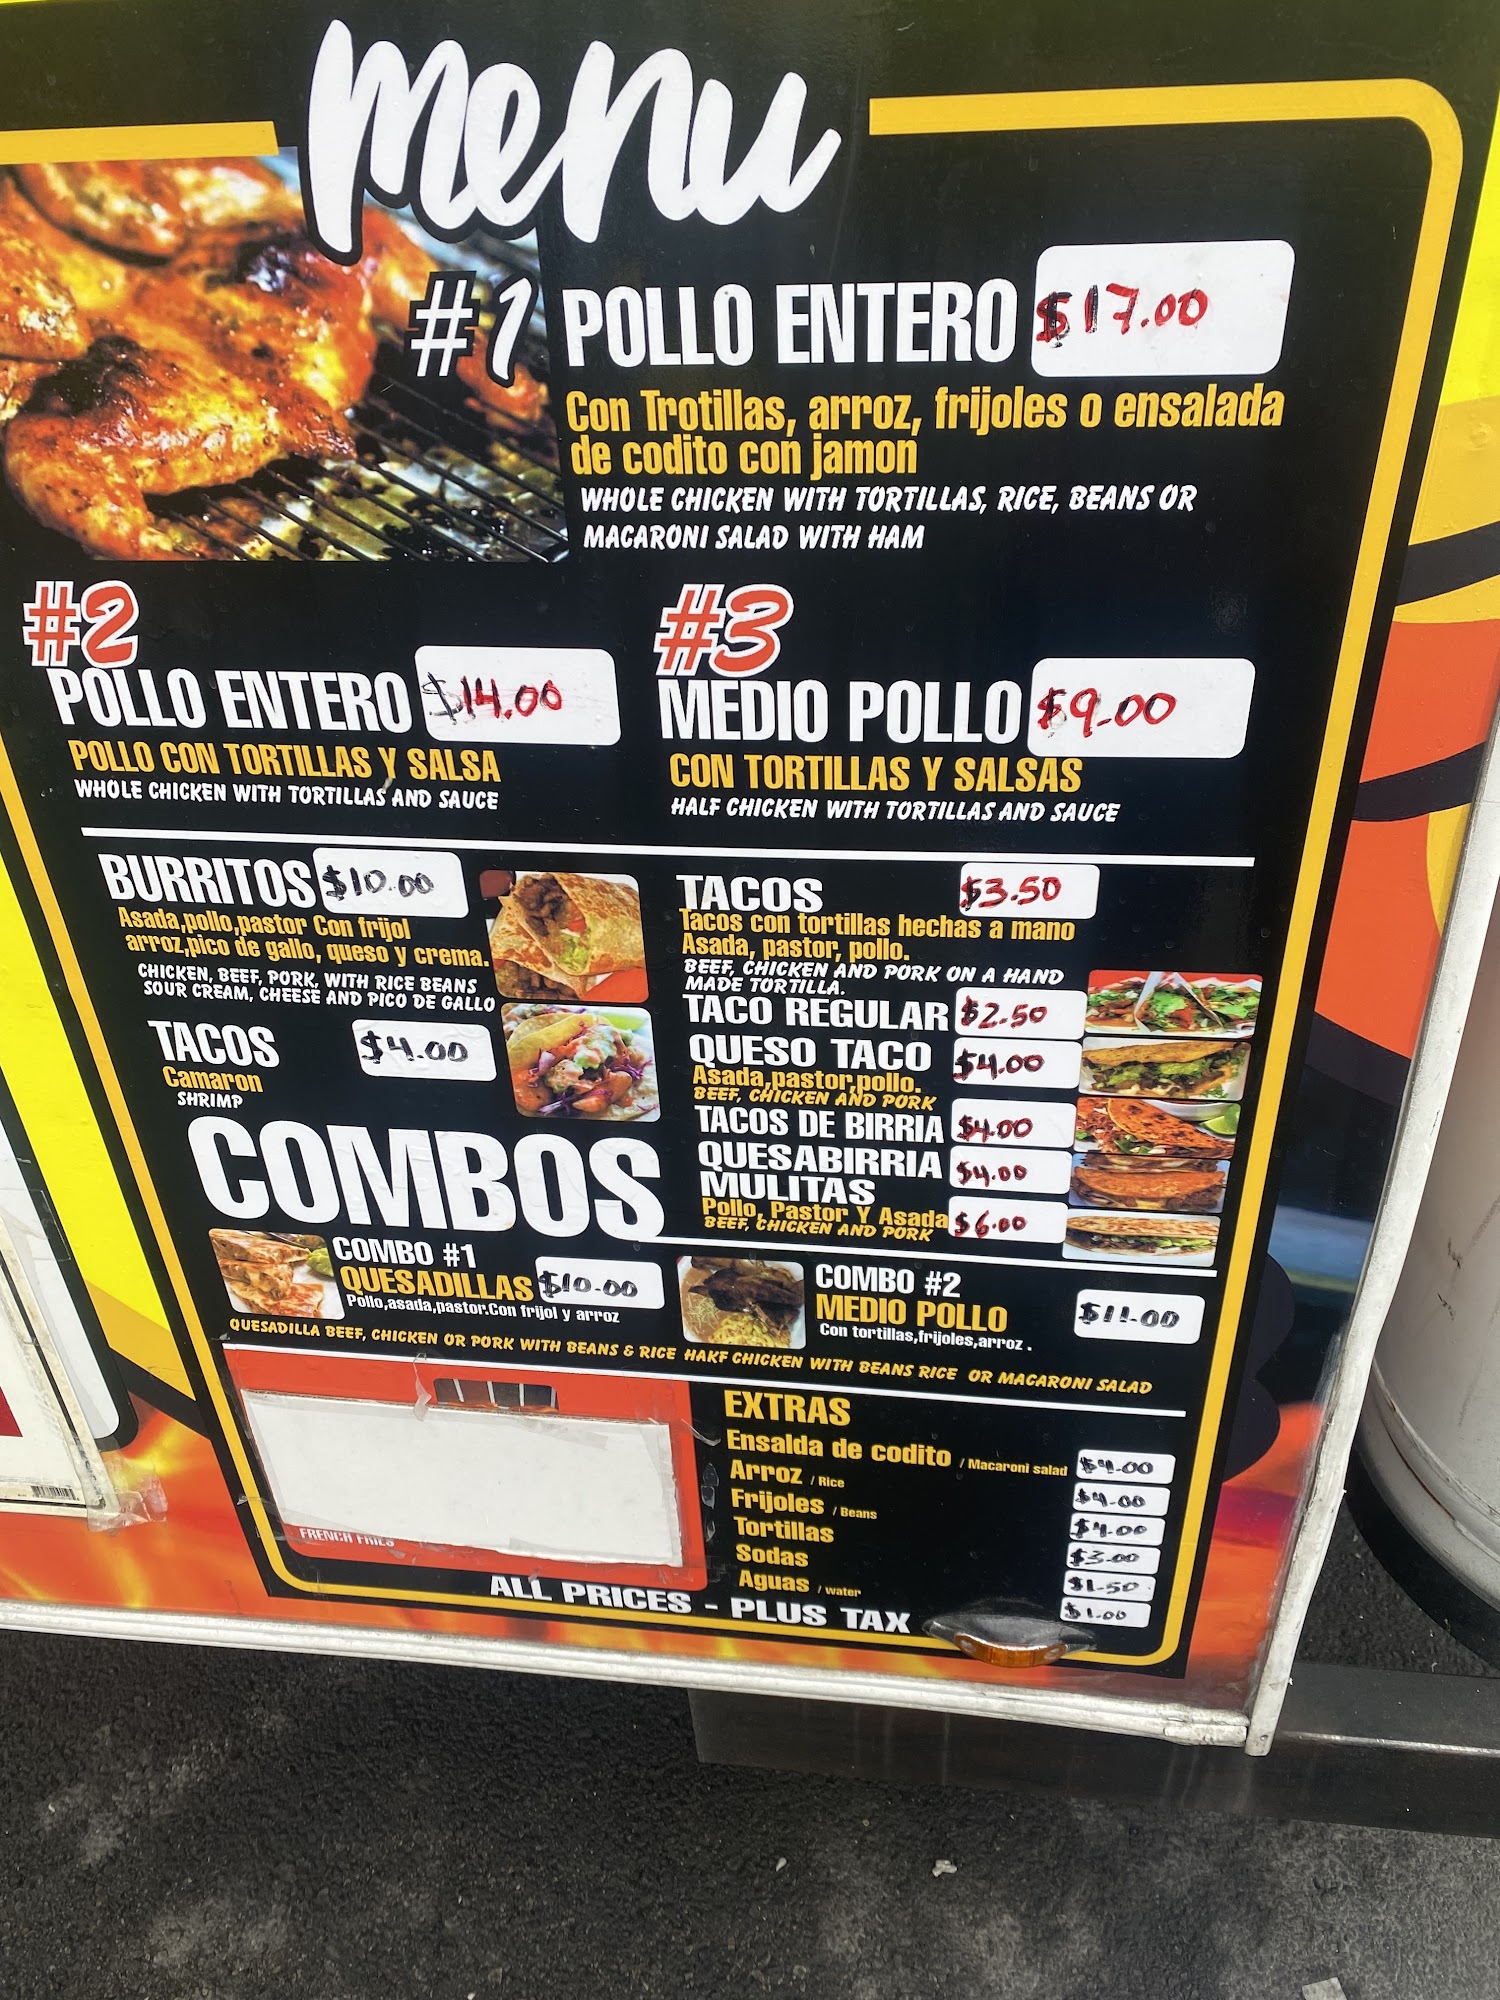 menu
#1 POLLO ENTERO $17.00
Con Trotillas, arroz, frijoles o ensalada
de codito con jamon
WHOLE CHICKEN WITH TORTILLAS, RICE, BEANS OR
MACARONI SALAD WITH HAM
#2
POLLO ENTERO $14.00
POLLO CON TORTILLAS Y SALSA
WHOLE CHICKEN WITH TORTILLAS AND SAUCE
#3
MEDIO POLLO $9.00
CON TORTILLAS Y SALSAS
HALF CHICKEN WITH TORTILLAS AND SAUCE
BURRITOS $10.00
Asada,pollo,pastor Con frijol
arroz,pico de gallo, queso y crema.
CHICKEN, BEEF, PORK, WITH RICE BEANS
SOUR CREAM, CHEESE AND PICO DE GALLO
TACOS $4.00
Camaron
SHRIMP
TACOS $3.50
Tacos con tortillas hechas a mano
Asada, pastor, pollo.
BEEF, CHICKEN AND PORK ON A HAND
MADE TORTILLA.
TACO REGULAR $2.50
QUESO TACO $4.00
Asada,pastor,pollo.
BEEF, CHICKEN AND PORK
TACOS DE BIRRIA $4.00
QUESABIRRIA $4.00
MULITAS
Pollo, Pastor Y Asada $6.00
BEEF, CHICKEN AND PORK
COMBOS
COMBO #1
QUESADILLAS $10.00
Pollo,asada,pastor.Con frijol y arroz
QUESADILLA BEEF, CHICKEN OR PORK WITH BEANS & RICE
COMBO #2
MEDIO POLLO $11.00
Con tortillas,frijoles,arroz .
HAKF CHICKEN WITH BEANS RICE OR MACARONI SALAD
FRENCH FRIES
EXTRAS
Ensalda de codito / Macaroni salad $4.00
Arroz / Rice $4.00
Frijoles / Beans $4.00
Tortillas $3.00
Sodas $1.50
Aguas / water $1.00
ALL PRICES - PLUS TAX